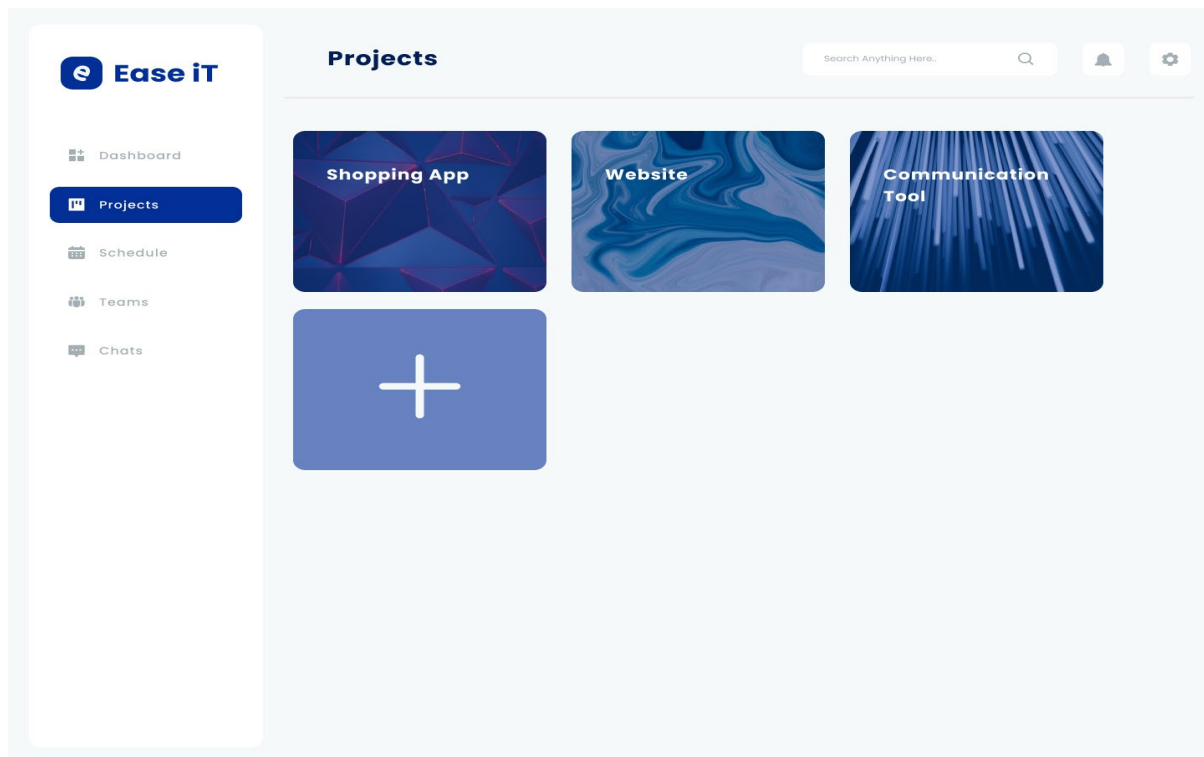 Ease iT
Projects
Search Anything Here..
Dashboard
Projects
Schedule
Teams
Chats
Shopping App
Website
Communication
Tool